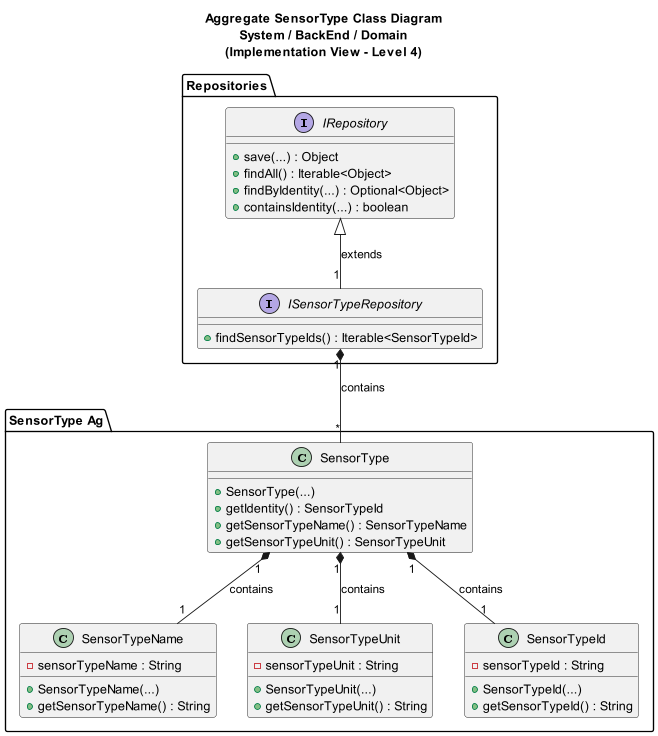 Aggregate SensorType Class Diagram
System / BackEnd / Domain
(Implementation View - Level 4)
Repositories
I IRepository
save(...) : Object
findAll() : Iterable<Object>
findByIdentity(...) : Optional<Object>
containsIdentity(...) : boolean
extends
1
I ISensorTypeRepository
findSensorTypeIds() : Iterable<SensorTypeId>
1
contains
*
SensorType Ag
C SensorType
SensorType(...)
getIdentity() : SensorTypeId
getSensorTypeName() : SensorTypeName
getSensorTypeUnit() : SensorTypeUnit
1 1 1
contains contains contains
1 1 1
C SensorTypeName
sensorTypeName : String
SensorTypeName(...)
getSensorTypeName() : String
C SensorTypeUnit
sensorTypeUnit : String
SensorTypeUnit(...)
getSensorTypeUnit() : String
C SensorTypeId
sensorTypeId : String
SensorTypeId(...)
getSensorTypeId() : String